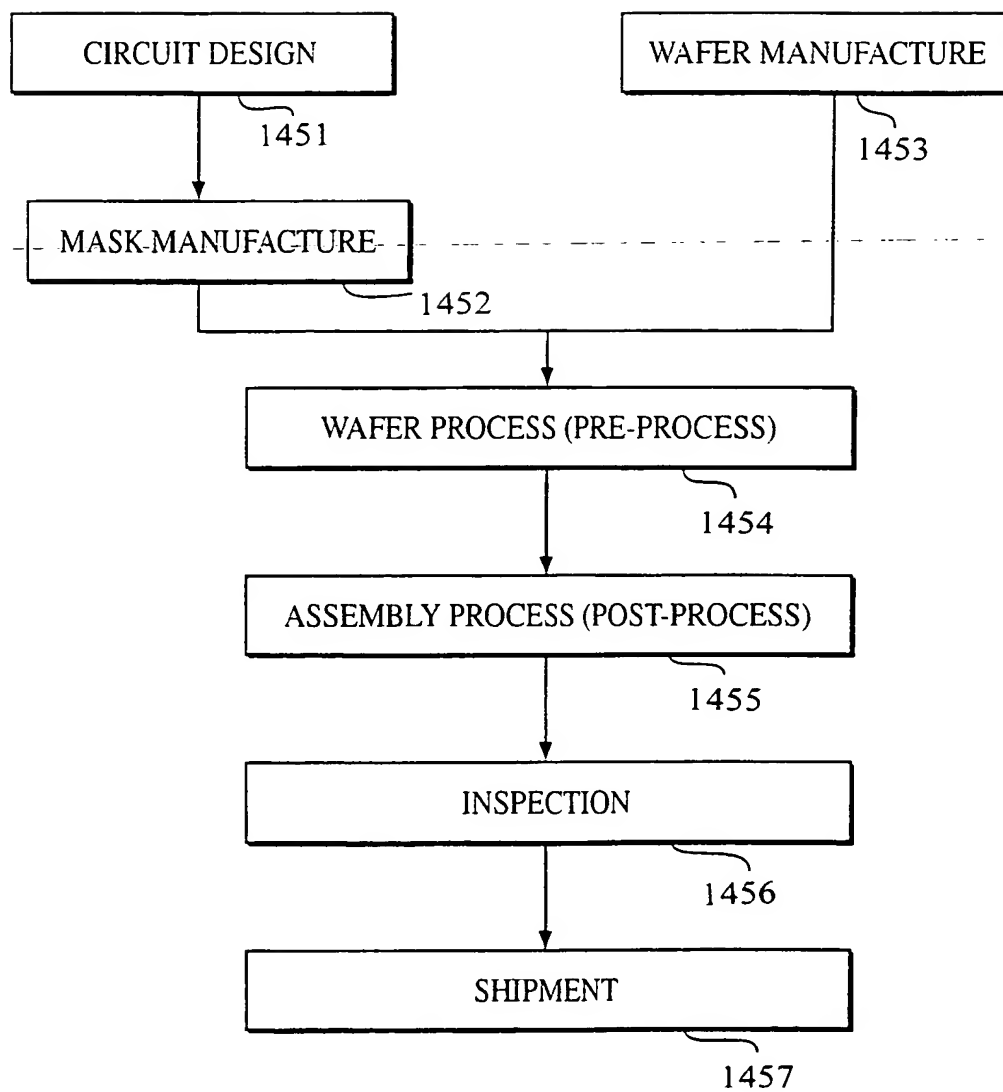 CIRCUIT DESIGN
WAFER MANUFACTURE
1451
1453
MASK MANUFACTURE
1452
WAFER PROCESS (PRE-PROCESS)
1454
ASSEMBLY PROCESS (POST-PROCESS)
1455
INSPECTION
1456
SHIPMENT
1457